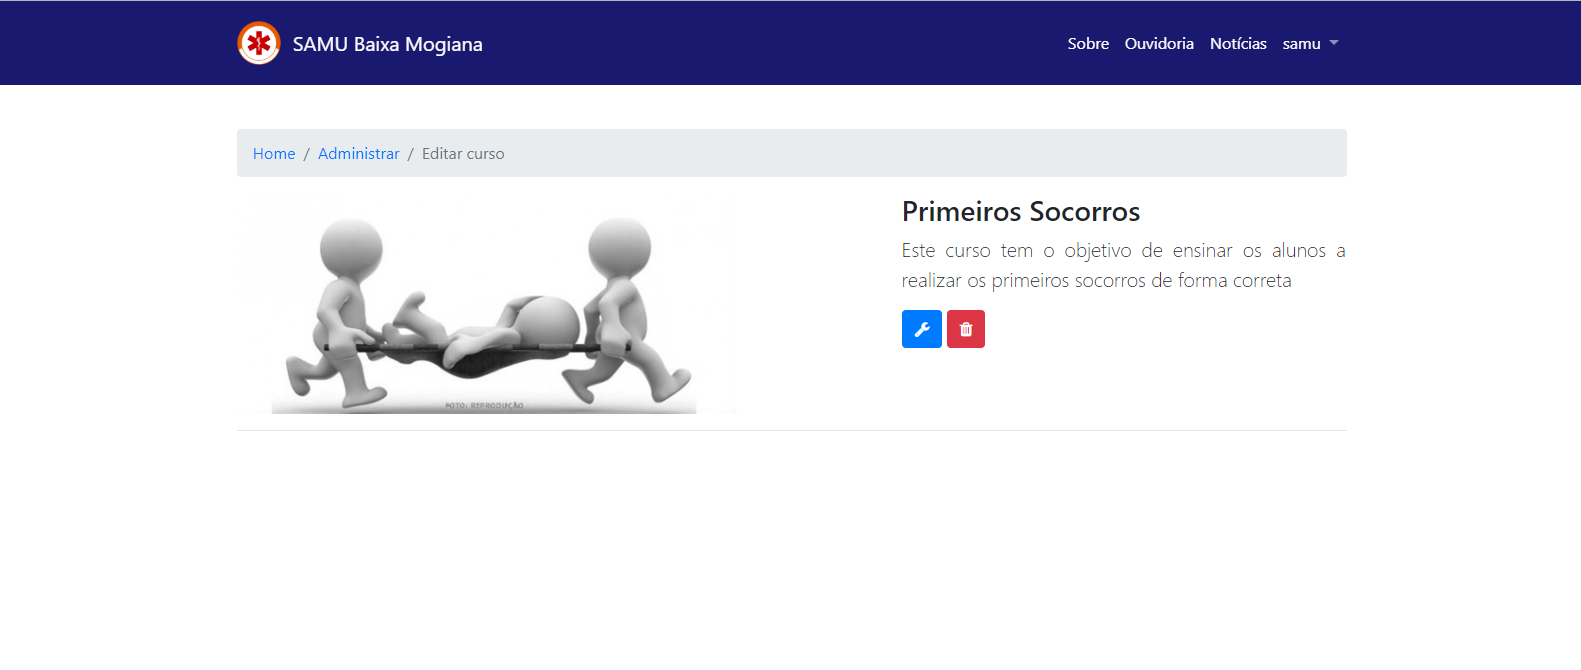 SAMU Baixa Mogiana
Sobre Ouvidoria Notícias samu
Home / Administrar / Editar curso
Primeiros Socorros
Este curso tem o objetivo de ensinar os alunos a
realizar os primeiros socorros de forma correta
FOTO: REPRODUÇÃO